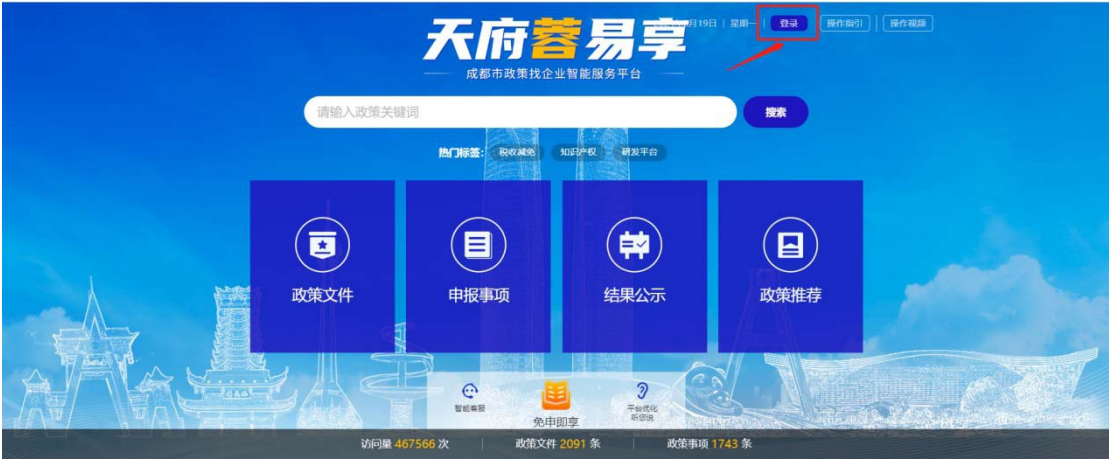 月19日 | 星期一 | 登录 操作指引 | 操作视频
天府蓉易享
成都市政策找企业智能服务平台
请输入政策关键词 搜索
热门标签: 税收减免 知识产权 研发平台
政策文件 申报事项 结果公示 政策推荐
智能客服 免申即享 平台优化
听您说
访问量 467566 次 | 政策文件 2091 条 | 政策事项 1743 条